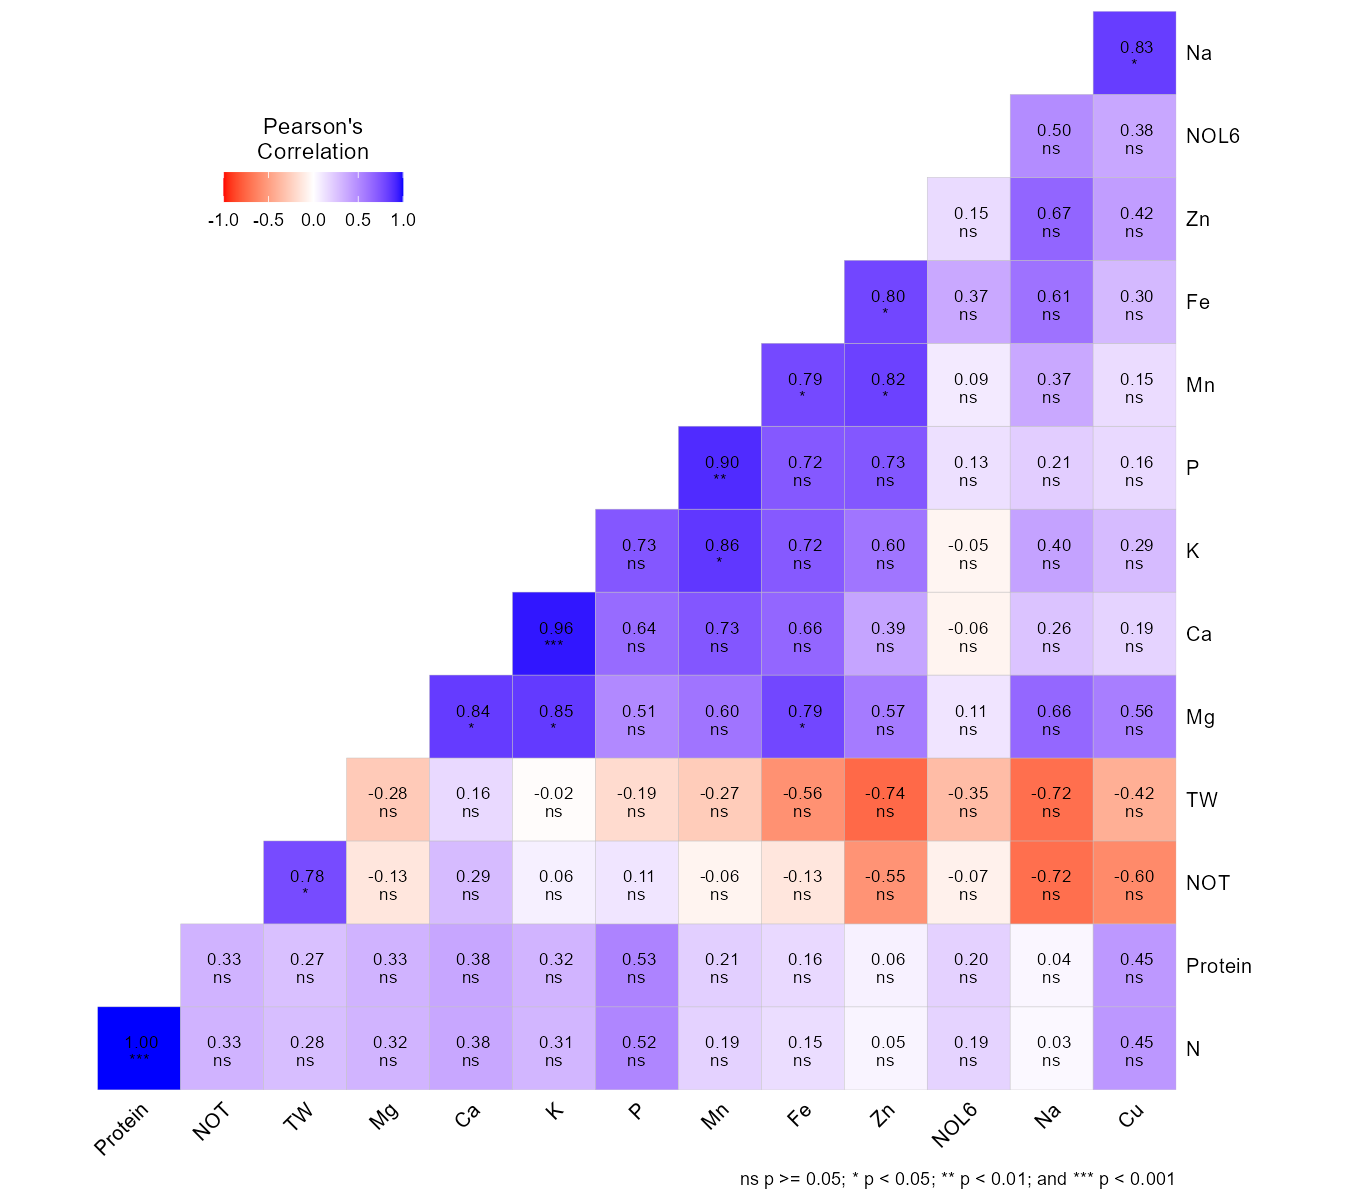 0.83
*
Na
Pearson's
Correlation
-1.0 -0.5 0.0 0.5 1.0
0.50 0.38
ns ns
NOL6
0.15 0.67 0.42
ns ns ns
Zn
0.80 0.37 0.61 0.30
* ns ns ns
Fe
0.79 0.82 0.09 0.37 0.15
* * ns ns ns
Mn
0.90 0.72 0.73 0.13 0.21 0.16
** ns ns ns ns ns
P
0.73 0.86 0.72 0.60 -0.05 0.40 0.29
ns * ns ns ns ns ns
K
0.96 0.64 0.73 0.66 0.39 -0.06 0.26 0.19
*** ns ns ns ns ns ns ns
Ca
0.84 0.85 0.51 0.60 0.79 0.57 0.11 0.66 0.56
* * ns ns * ns ns ns ns
Mg
-0.28 0.16 -0.02 -0.19 -0.27 -0.56 -0.74 -0.35 -0.72 -0.42
ns ns ns ns ns ns ns ns ns ns
TW
0.78 -0.13 0.29 0.06 0.11 -0.06 -0.13 -0.55 -0.07 -0.72 -0.60
* ns ns ns ns ns ns ns ns ns ns
NOT
0.33 0.27 0.33 0.38 0.32 0.53 0.21 0.16 0.06 0.20 0.04 0.45
ns ns ns ns ns ns ns ns ns ns ns ns
Protein
1.00 0.33 0.28 0.32 0.38 0.31 0.52 0.19 0.15 0.05 0.19 0.03 0.45
*** ns ns ns ns ns ns ns ns ns ns ns ns
N
Protein NOT TW Mg Ca K P Mn Fe Zn NOL6 Na Cu
ns p >= 0.05; * p < 0.05; ** p < 0.01; and *** p < 0.001